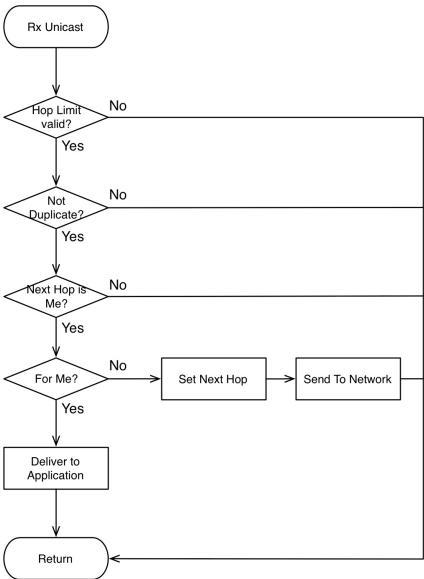 Rx Unicast
Hop Limit
valid?
No
Yes
Not
Duplicate?
No
Yes
Next Hop is
Me?
No
Yes
For Me?
No
Set Next Hop
Send To Network
Yes
Deliver to
Application
Return